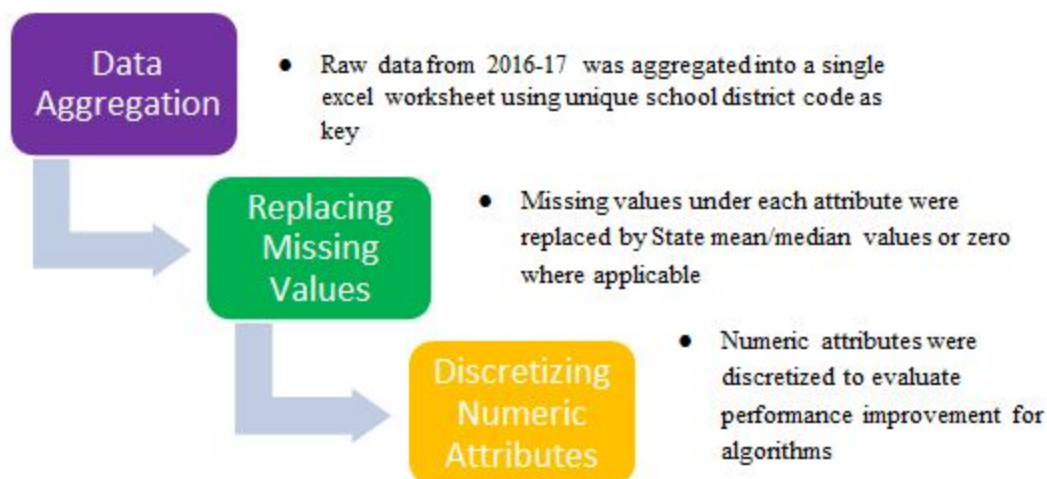 Data
Aggregation
● Raw data from 2016-17 was aggregated into a single
excel worksheet using unique school district code as
key
Replacing
Missing
Values
● Missing values under each attribute were
replaced by State mean/median values or zero
where applicable
Discretizing
Numeric
Attributes
● Numeric attributes were
discretized to evaluate
performance improvement for
algorithms